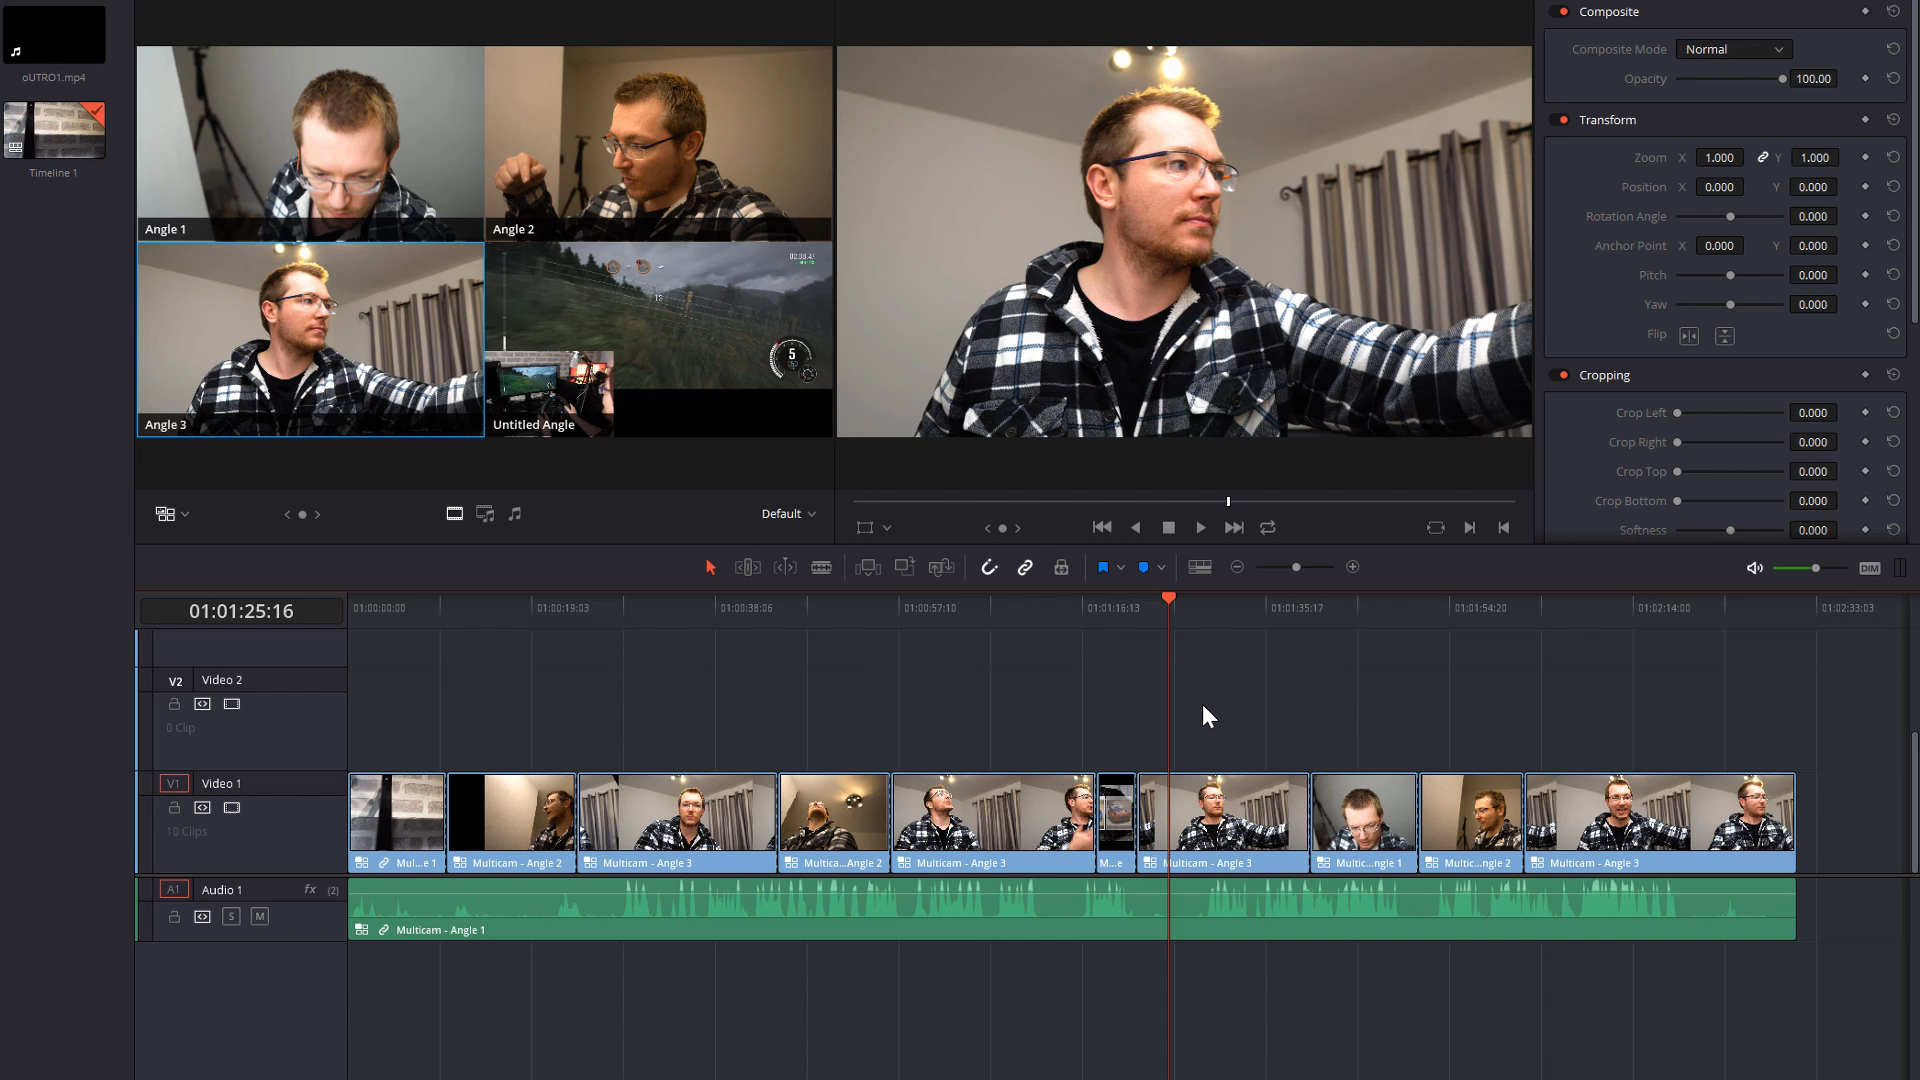 oUTRO1.mp4
Timeline 1
Angle 1
Angle 2
Angle 3
Untitled Angle
13
5
Default
Composite
Composite Mode
Normal
Opacity
100.00
Transform
Zoom X 1.000 Y 1.000
Position X 0.000 Y 0.000
Rotation Angle 0.000
Anchor Point X 0.000 Y 0.000
Pitch 0.000
Yaw 0.000
Flip
Cropping
Crop Left 0.000
Crop Right 0.000
Crop Top 0.000
Crop Bottom 0.000
Softness 0.000
DIM
01:01:25:16
01:00:00:00 01:00:19:03 01:00:38:06 01:00:57:10 01:01:16:13 01:01:35:17 01:01:54:20 01:02:14:00 01:02:33:03
V2 Video 2
0 Clip
V1 Video 1
10 Clips
Mul...e 1
Multicam - Angle 2
Multicam - Angle 3
Multica...Angle 2
Multicam - Angle 3
M...e
Multicam - Angle 3
Multic...ngle 1
Multic...ngle 2
Multicam - Angle 3
A1 Audio 1 fx (2)
S M
Multicam - Angle 1